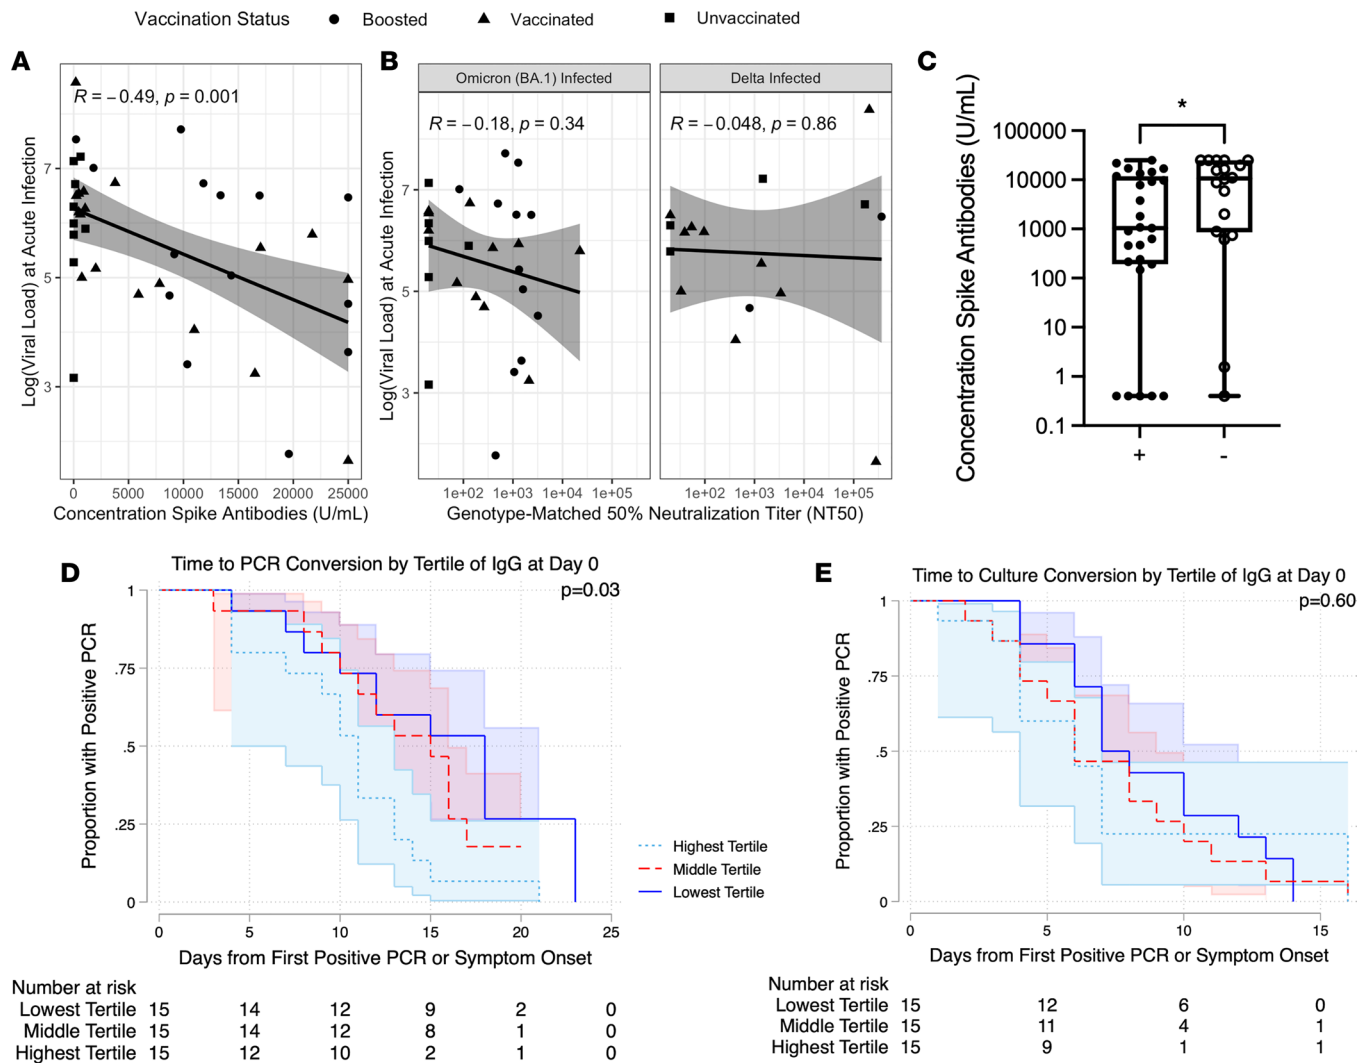 Vaccination Status Boosted Vaccinated Unvaccinated
A
R = −0.49, p = 0.001
Log(Viral Load) at Acute Infection
7
5
3
0 5000 10000 15000 20000 25000
Concentration Spike Antibodies (U/mL)
B
Omicron (BA.1) Infected Delta Infected
R = −0.18, p = 0.34 R = −0.048, p = 0.86
Log(Viral Load) at Acute Infection
7
5
3
1e+02 1e+03 1e+04 1e+05 1e+02 1e+03 1e+04 1e+05
Genotype-Matched 50% Neutralization Titer (NT50)
C
Concentration Spike Antibodies (U/mL)
*
100000
10000
1000
100
10
1
0.1
+ -
D
Time to PCR Conversion by Tertile of IgG at Day 0
p=0.03
Proportion with Positive PCR
1
.75
.5
.25
0
0 5 10 15 20 25
Days from First Positive PCR or Symptom Onset
Highest Tertile
Middle Tertile
Lowest Tertile
Number at risk
Lowest Tertile 15 14 12 9 2 0
Middle Tertile 15 14 12 8 1 0
Highest Tertile 15 12 10 2 1 0
E
Time to Culture Conversion by Tertile of IgG at Day 0
p=0.60
Proportion with Positive PCR
1
.75
.5
.25
0
0 5 10 15
Days from First Positive PCR or Symptom Onset
Number at risk
Lowest Tertile 15 12 6 0
Middle Tertile 15 11 4 1
Highest Tertile 15 9 1 1